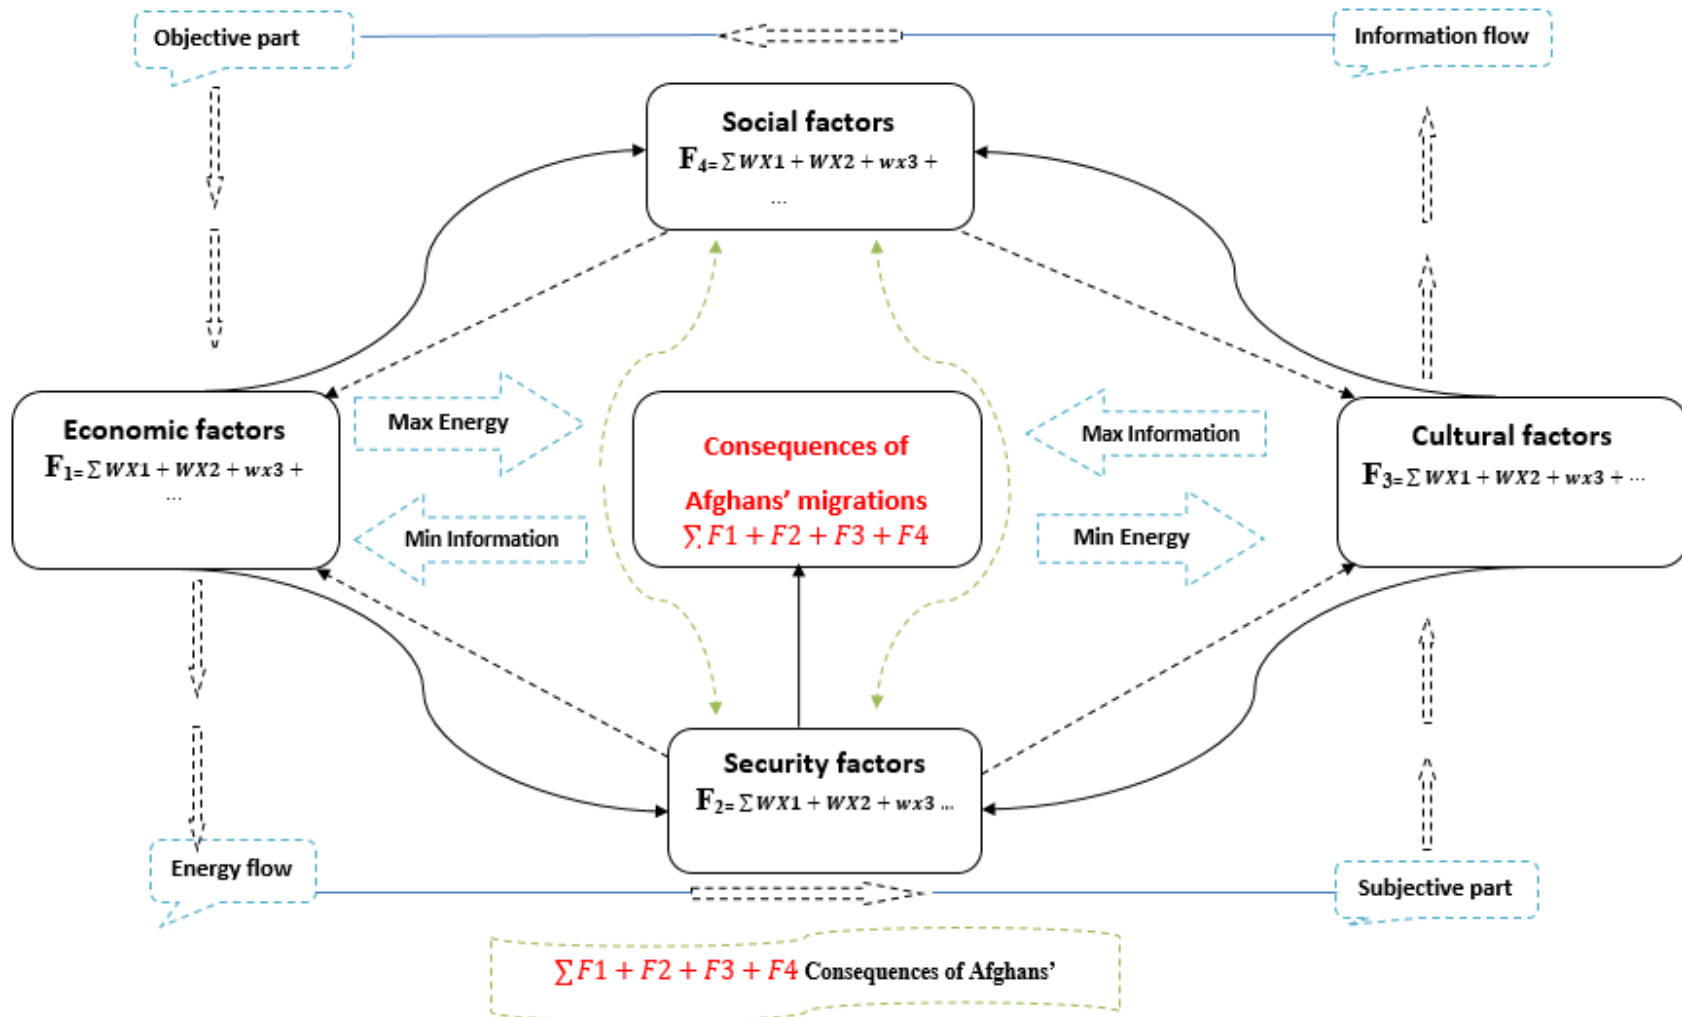 Objective part
Information flow
Social factors
F4=∑WX1 + WX2 + wx3 +
...
Economic factors
F1=∑WX1 + WX2 + wx3 +
...
Max Energy
Min Information
Consequences of
Afghans’ migrations
∑F1 + F2 + F3 + F4
Max Information
Min Energy
Cultural factors
F3=∑WX1 + WX2 + wx3 + ...
Security factors
F2=∑WX1 + WX2 + wx3 ...
Energy flow
Subjective part
∑F1 + F2 + F3 + F4 Consequences of Afghans’